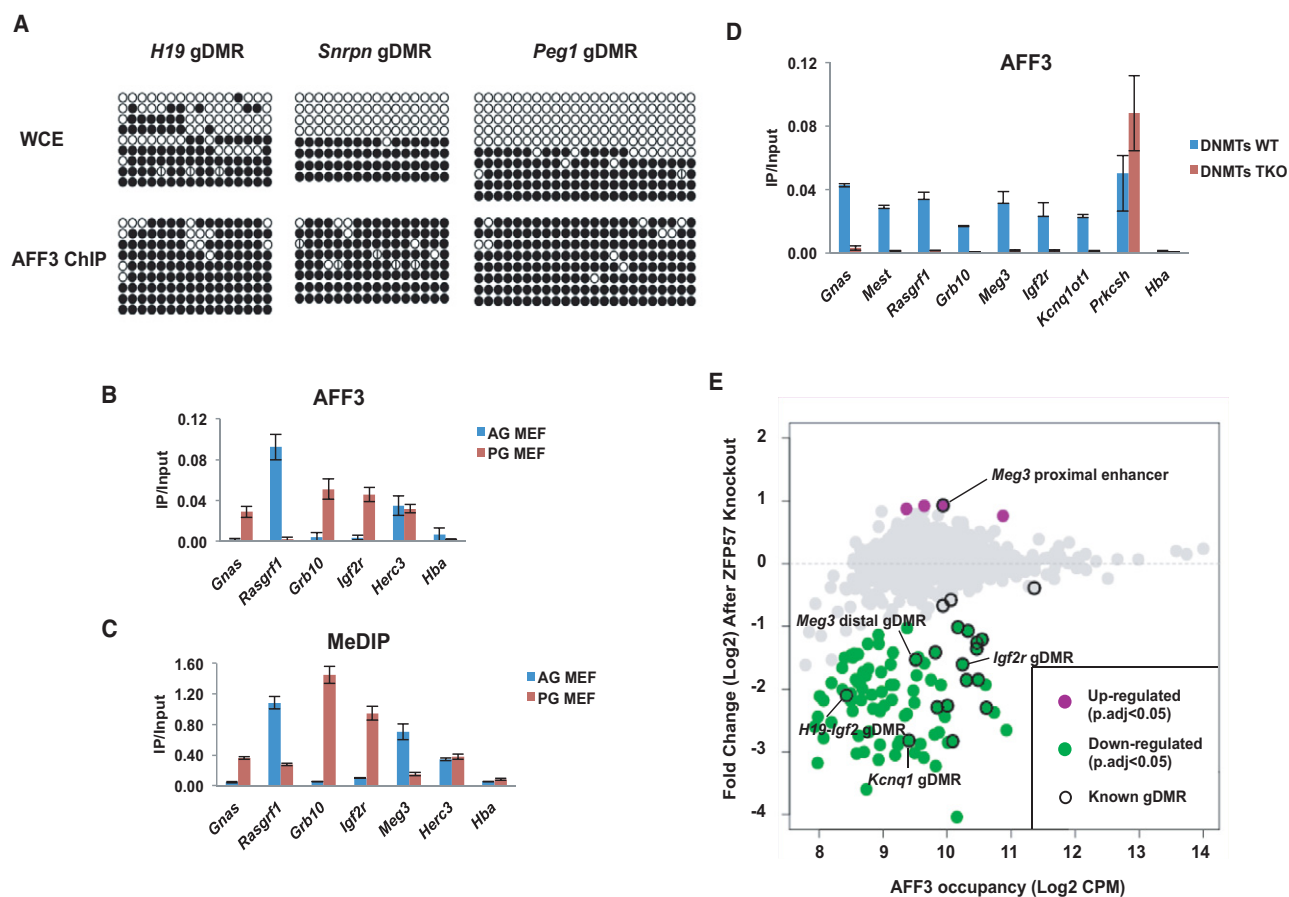 A
H19 gDMR
Snrpn gDMR
Peg1 gDMR
WCE
AFF3 ChIP
B
AFF3
IP/Input
0.12
0.08
0.04
0.00
AG MEF
PG MEF
Gnas
Rasgrf1
Grb10
Igf2r
Herc3
Hba
C
MeDIP
IP/Input
1.60
1.20
0.80
0.40
0.00
AG MEF
PG MEF
Gnas
Rasgrf1
Grb10
Igf2r
Meg3
Herc3
Hba
D
AFF3
IP/Input
0.12
0.08
0.04
0.00
DNMTs WT
DNMTs TKO
Gnas
Mest
Rasgrf1
Grb10
Meg3
Igf2r
Kcnq1ot1
Prkcsh
Hba
E
Fold Change (Log2) After ZFP57 Knockout
2
1
0
-1
-2
-3
-4
Meg3 proximal enhancer
Meg3 distal gDMR
Igf2r gDMR
H19-Igf2 gDMR
Kcnq1 gDMR
Up-regulated
(p.adj<0.05)
Down-regulated
(p.adj<0.05)
Known gDMR
8
9
10
11
12
13
14
AFF3 occupancy (Log2 CPM)